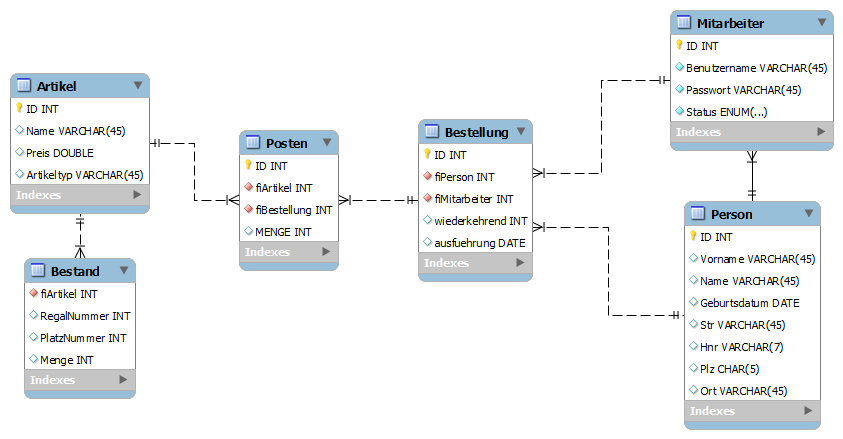 Artikel
ID INT
Name VARCHAR(45)
Preis DOUBLE
Artikeltyp VARCHAR(45)
Indexes
Bestand
fiArtikel INT
RegalNummer INT
PlatzNummer INT
Menge INT
Indexes
Posten
ID INT
fiArtikel INT
fiBestellung INT
MENGE INT
Indexes
Bestellung
ID INT
fiPerson INT
fiMitarbeiter INT
wiederkehrend INT
ausfuehrung DATE
Indexes
Mitarbeiter
ID INT
Benutzername VARCHAR(45)
Passwort VARCHAR(45)
Status ENUM(...)
Indexes
Person
ID INT
Vorname VARCHAR(45)
Name VARCHAR(45)
Geburtsdatum DATE
Str VARCHAR(45)
Hnr VARCHAR(7)
Plz CHAR(5)
Ort VARCHAR(45)
Indexes